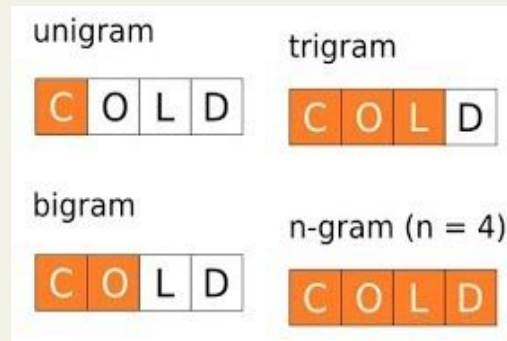 unigram
C O L D
bigram
C O L D
trigram
C O L D
n-gram (n = 4)
C O L D